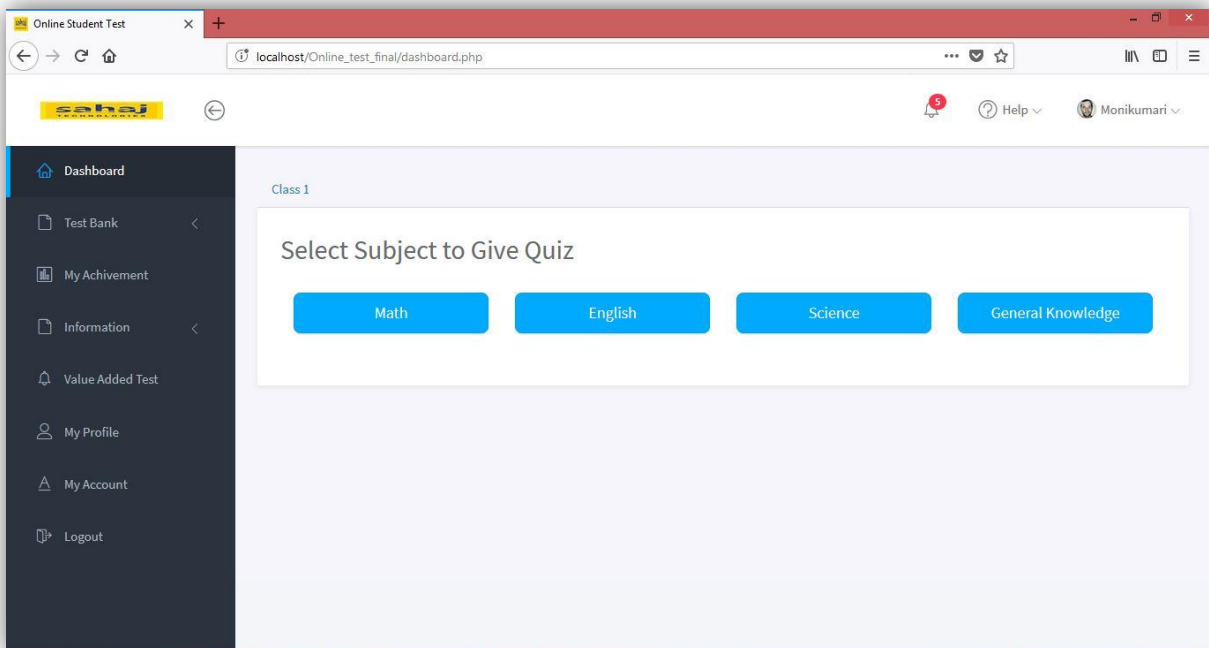 Online Student Test
localhost/Online_test_final/dashboard.php
sahaj
TECHNOLOGIES
5
Help
Monikumari
Dashboard
Test Bank
My Achivement
Information
Value Added Test
My Profile
My Account
Logout
Class 1
Select Subject to Give Quiz
Math English Science General Knowledge